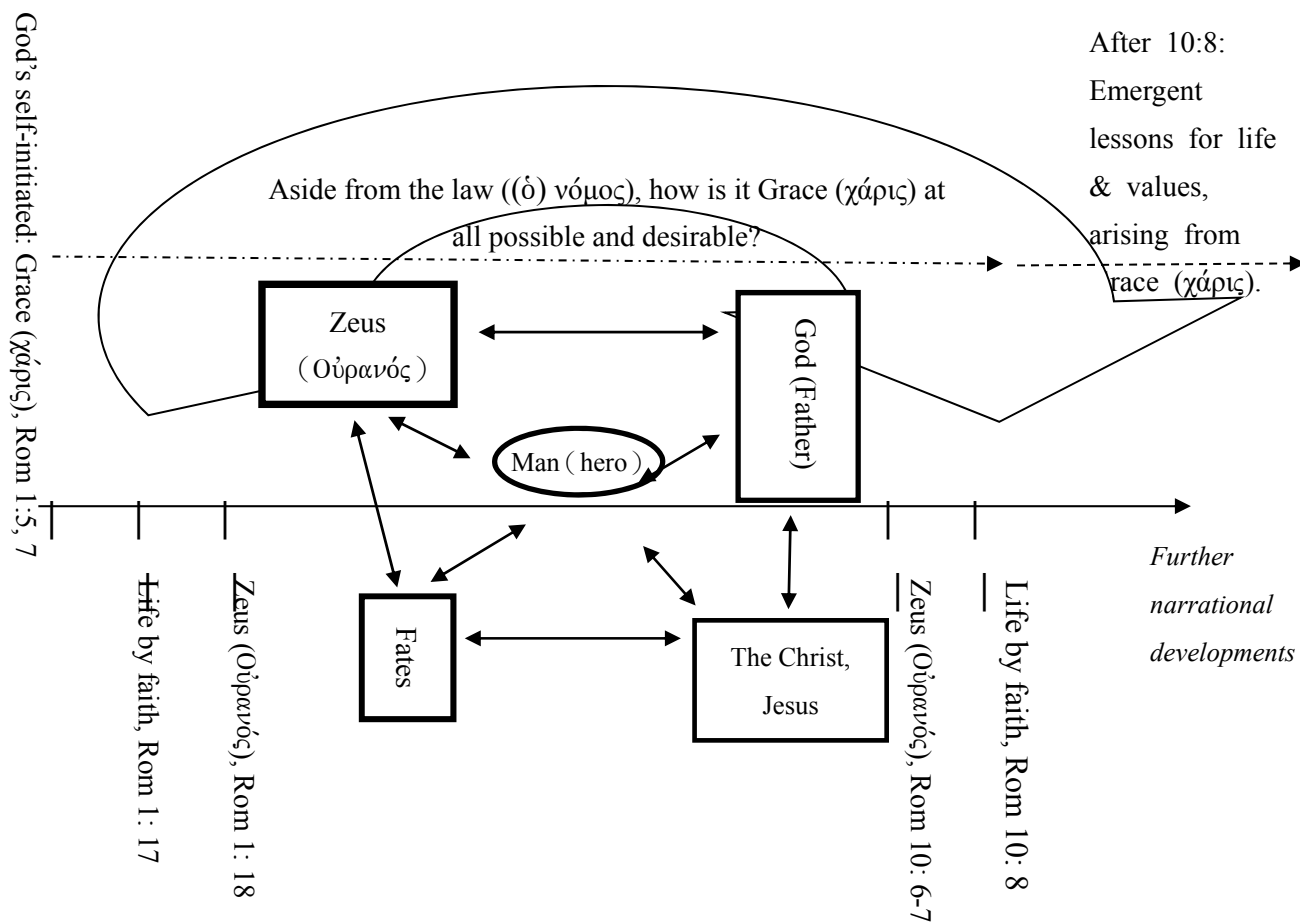 God's self-initiated: Grace (χάρις), Rom 1:5, 7
After 10:8:
Emergent
lessons for life
& values,
arising from
race (χάρις).
Aside from the law ((ὁ) νόμος), how is it Grace (χάρις) at
all possible and desirable?
Zeus
(Οὐρανός)
God (Father)
Man (hero)
Fates
The Christ,
Jesus
Life by faith, Rom 1: 17
Zeus (Οὐρανός), Rom 1: 18
Zeus (Οὐρανός), Rom 10: 6-7
Life by faith, Rom 10: 8
Further
narrational
developments